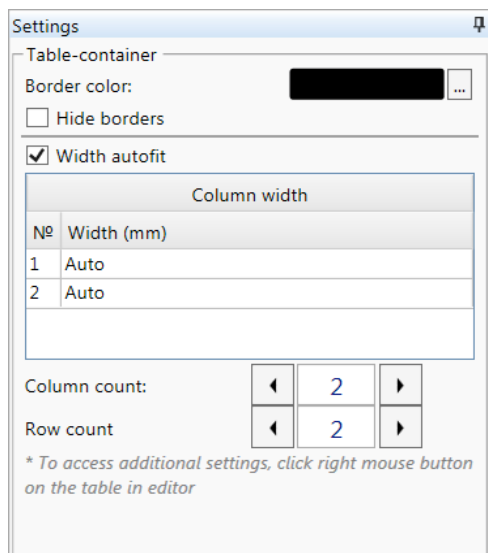 Settings
Table-container
Border color:
...
Hide borders
Width autofit
Column width
№ Width (mm)
1 Auto
2 Auto
Column count: 2
Row count 2
* To access additional settings, click right mouse button
on the table in editor